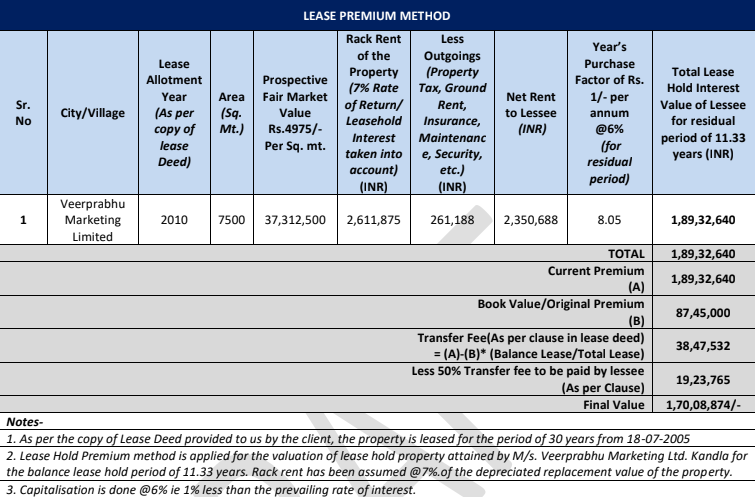 LEASE PREMIUM METHOD
Sr.
No
City/Village
Lease
Allotment
Year
(As per
copy of
lease
Deed)
Area
(Sq.
Mt.)
Prospective
Fair Market
Value
Rs.4975/-
Per Sq. mt.
Rack Rent
of the
Property
(7% Rate
of Return/
Leasehold
Interest
taken into
account)
(INR)
Less
Outgoings
(Property
Tax, Ground
Rent,
Insurance,
Maintenanc
e, Security,
etc.)
(INR)
Net Rent
to Lessee
(INR)
Year's
Purchase
Factor of Rs.
1/- per
annum
@6%
(for
residual
period)
Total Lease
Hold Interest
Value of Lessee
for residual
period of 11.33
years (INR)
1
Veerprabhu
Marketing
Limited
2010
7500
37,312,500
2,611,875
261,188
2,350,688
8.05
1,89,32,640
TOTAL
1,89,32,640
Current Premium
(A)
1,89,32,640
Book Value/Original Premium
(B)
87,45,000
Transfer Fee(As per clause in lease deed)
= (A)-(B)* (Balance Lease/Total Lease)
38,47,532
Less 50% Transfer fee to be paid by lessee
(As per Clause)
19,23,765
Final Value
1,70,08,874/-
Notes-
1. As per the copy of Lease Deed provided to us by the client, the property is leased for the period of 30 years from 18-07-2005
2. Lease Hold Premium method is applied for the valuation of lease hold property attained by M/s. Veerprabhu Marketing Ltd. Kandla for
the balance lease hold period of 11.33 years. Rack rent has been assumed @7% of the depreciated replacement value of the property.
3. Capitalisation is done @6% ie 1% less than the prevailing rate of interest.